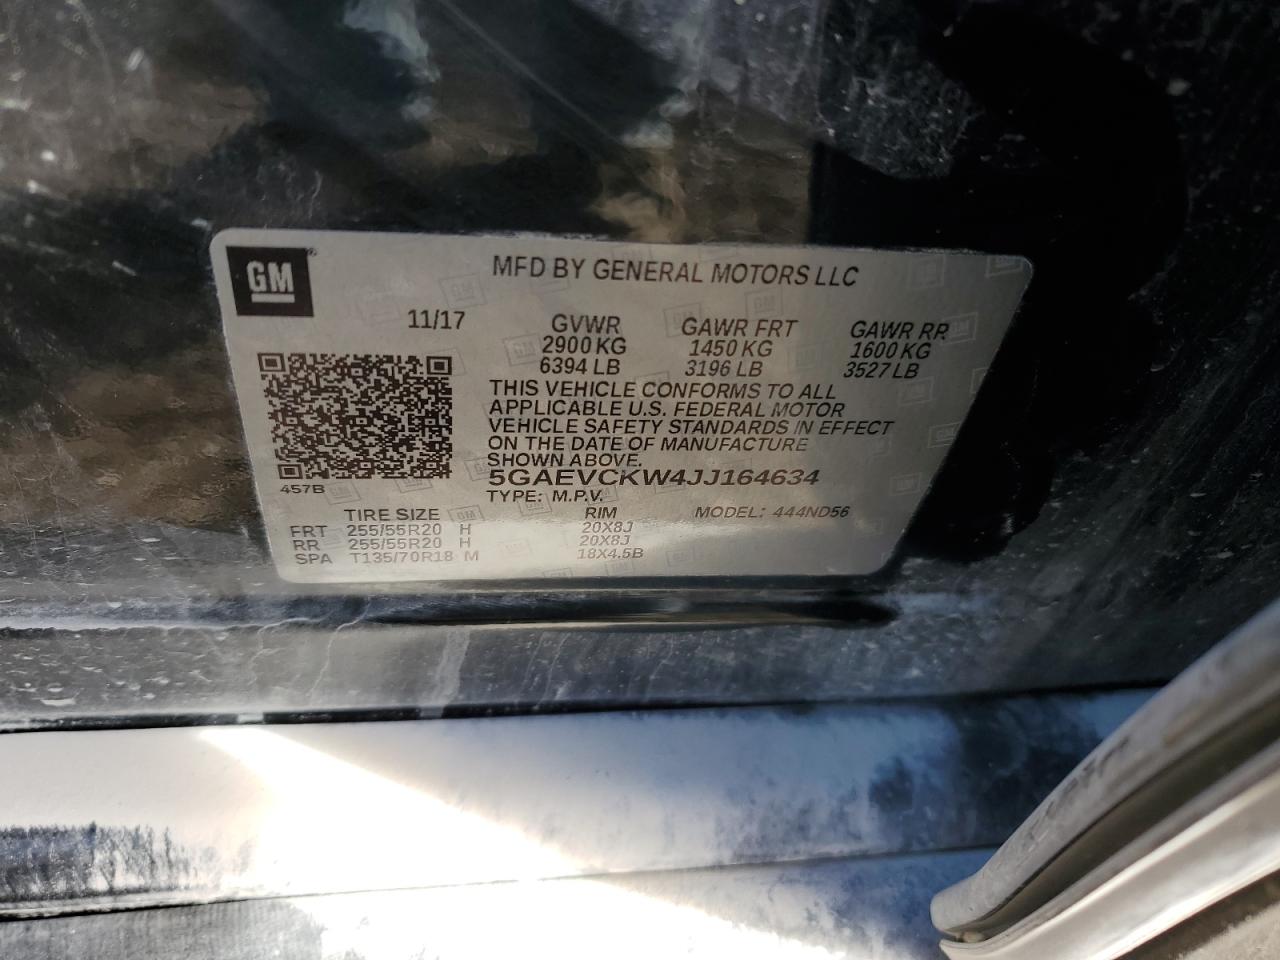 GM
MFD BY GENERAL MOTORS LLC
11/17 GVWR GAWR FRT GAWR RR
2900 KG 1450 KG 1600 KG
6394 LB 3196 LB 3527 LB
THIS VEHICLE CONFORMS TO ALL
APPLICABLE U.S. FEDERAL MOTOR
VEHICLE SAFETY STANDARDS IN EFFECT
ON THE DATE OF MANUFACTURE
SHOWN ABOVE.
5GAEVCKW4JJ164634
457B
TYPE: M.P.V.
TIRE SIZE RIM MODEL: 444ND56
FRT 255/55R20 H 20X8J
RR 255/55R20 H 20X8J
SPA T135/70R18 M 18X4.5B